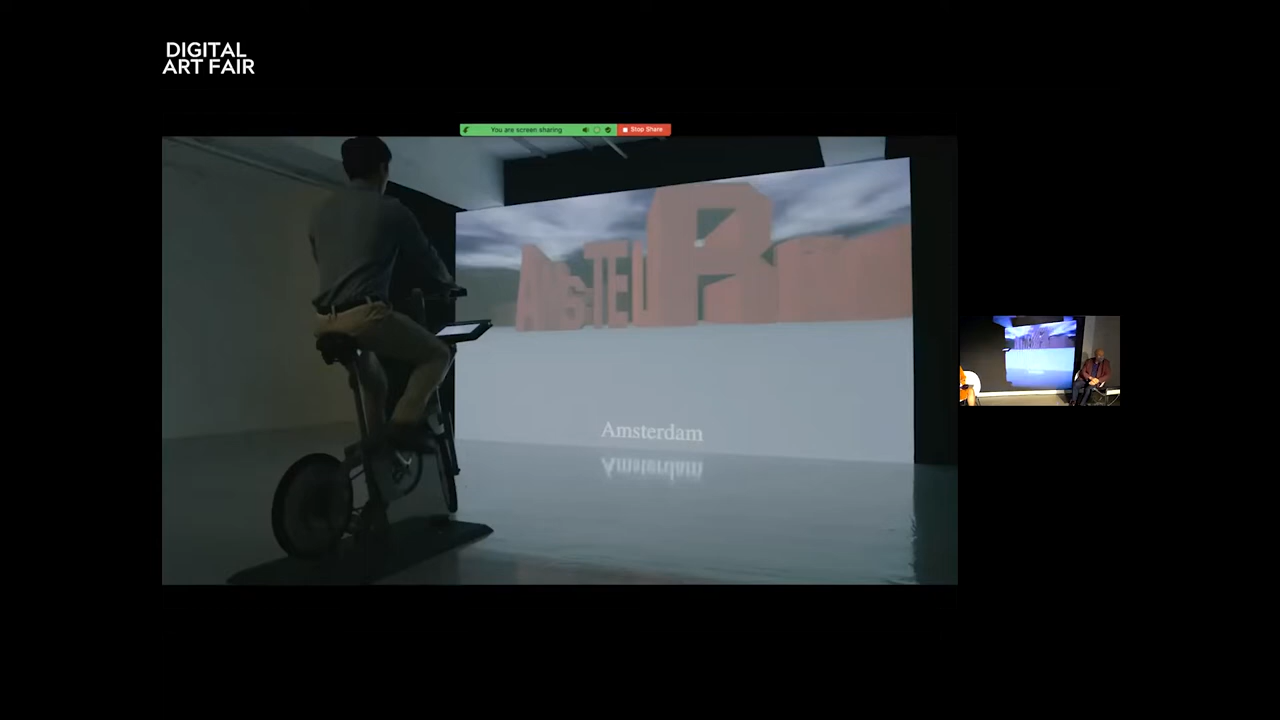 DIGITAL
ART FAIR
You are screen sharing
Stop Share
Amsterdam